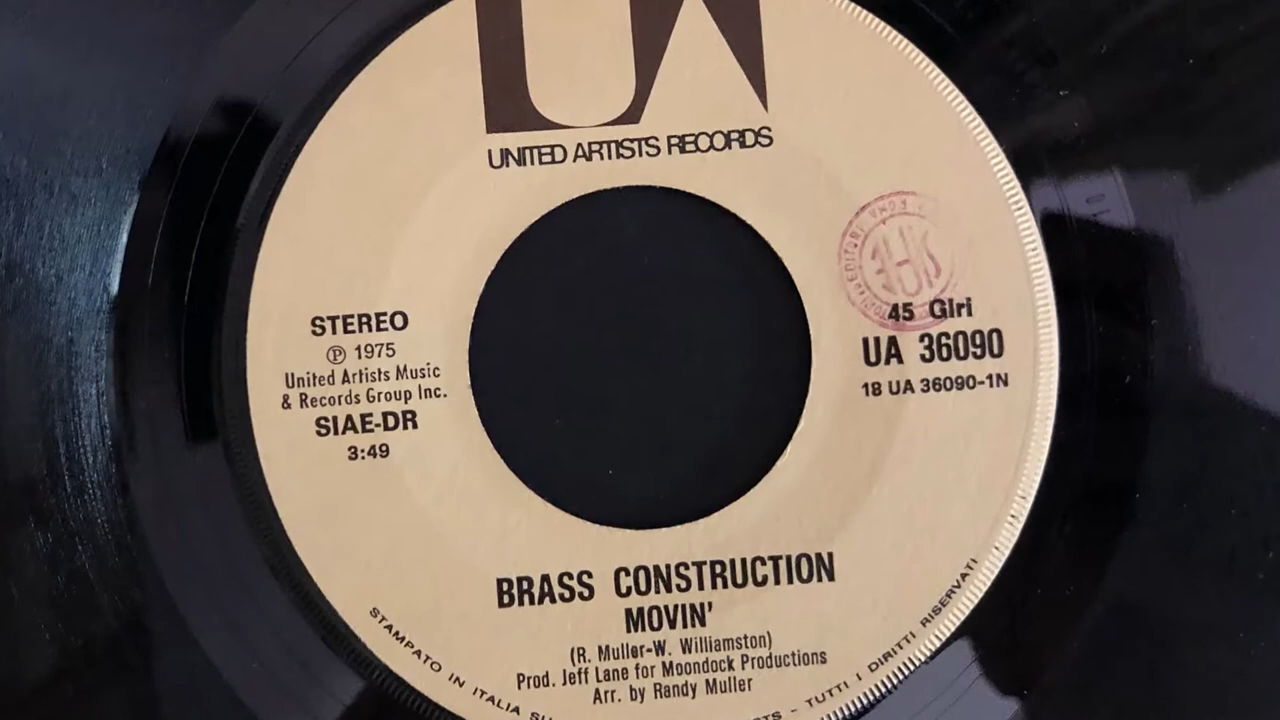 UNITED ARTISTS RECORDS
STEREO
Ⓟ 1975
United Artists Music
& Records Group Inc.
SIAE-DR
3:49
45 Giri
UA 36090
18 UA 36090-1N
BRASS CONSTRUCTION
MOVIN'
(R. Muller-W. Williamston)
Prod. Jeff Lane for Moondock Productions
Arr. by Randy Muller
STAMPATO IN ITALIA
- TUTTI I DIRITTI RISERVATI